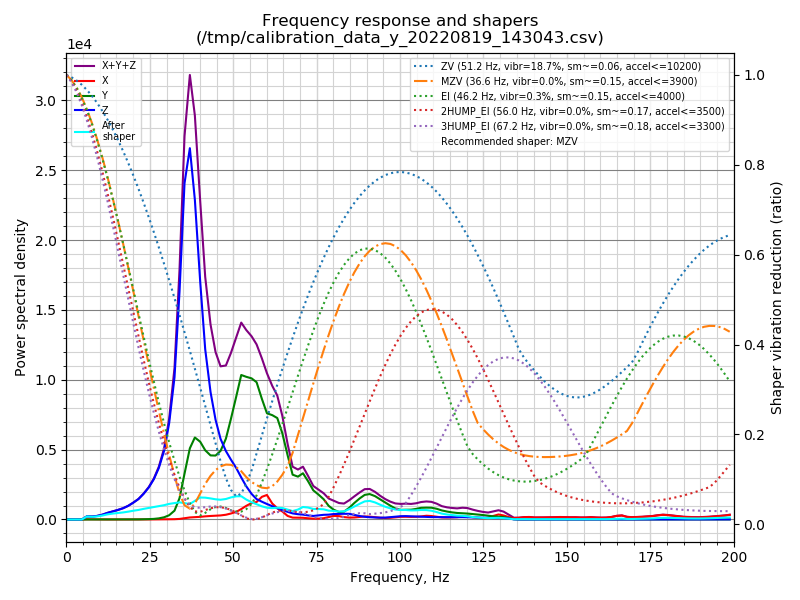 Frequency response and shapers
(/tmp/calibration_data_y_20220819_143043.csv)
1e4
X+Y+Z
X
Y
Z
After
shaper
ZV (51.2 Hz, vibr=18.7%, sm~=0.06, accel<=10200)
MZV (36.6 Hz, vibr=0.0%, sm~=0.15, accel<=3900)
EI (46.2 Hz, vibr=0.3%, sm~=0.15, accel<=4000)
2HUMP_EI (56.0 Hz, vibr=0.0%, sm~=0.17, accel<=3500)
3HUMP_EI (67.2 Hz, vibr=0.0%, sm~=0.18, accel<=3300)
Recommended shaper: MZV
3.0
2.5
2.0
1.5
1.0
0.5
0.0
Power spectral density
1.0
0.8
0.6
0.4
0.2
0.0
Shaper vibration reduction (ratio)
0 25 50 75 100 125 150 175 200
Frequency, Hz